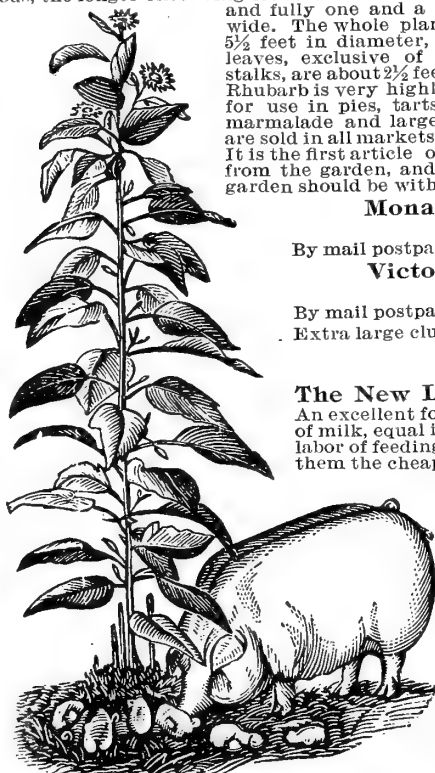 and fully one and a
wide. The whole plan
5½ feet in diameter,
leaves, exclusive of
stalks, are about 2½ fee
Rhubarb is very highl
for use in pies, tarts
marmalade and large
are sold in all markets
It is the first article o
from the garden, and
garden should be with
Mona
By mail postpa
Victo
By mail postpa
Extra large clu
The New L
An excellent fo
of milk, equal i
labor of feeding
them the cheap